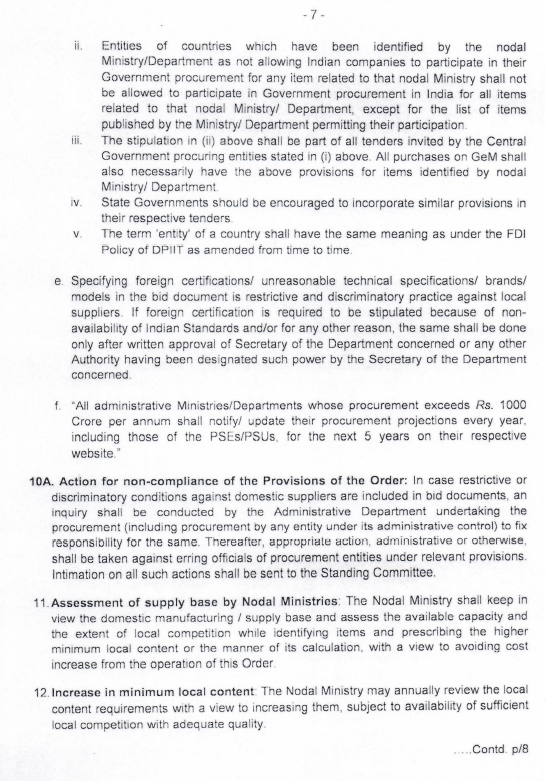 - 7 -
ii. Entities of countries which have been identified by the nodal
Ministry/Department as not allowing Indian companies to participate in their
Government procurement for any item related to that nodal Ministry shall not
be allowed to participate in Government procurement in India for all items
related to that nodal Ministry/ Department, except for the list of items
published by the Ministry/ Department permitting their participation.
iii. The stipulation in (ii) above shall be part of all tenders invited by the Central
Government procuring entities stated in (i) above. All purchases on GeM shall
also necessarily have the above provisions for items identified by nodal
Ministry/ Department.
iv. State Governments should be encouraged to incorporate similar provisions in
their respective tenders.
v. The term 'entity' of a country shall have the same meaning as under the FDI
Policy of DPIIT as amended from time to time.
e. Specifying foreign certifications/ unreasonable technical specifications/ brands/
models in the bid document is restrictive and discriminatory practice against local
suppliers. If foreign certification is required to be stipulated because of non-
availability of Indian Standards and/or for any other reason, the same shall be done
only after written approval of Secretary of the Department concerned or any other
Authority having been designated such power by the Secretary of the Department
concerned.
f. "All administrative Ministries/Departments whose procurement exceeds Rs. 1000
Crore per annum shall notify/ update their procurement projections every year,
including those of the PSEs/PSUs, for the next 5 years on their respective
website."
10A. Action for non-compliance of the Provisions of the Order: In case restrictive or
discriminatory conditions against domestic suppliers are included in bid documents, an
inquiry shall be conducted by the Administrative Department undertaking the
procurement (including procurement by any entity under its administrative control) to fix
responsibility for the same. Thereafter, appropriate action, administrative or otherwise,
shall be taken against erring officials of procurement entities under relevant provisions.
Intimation on all such actions shall be sent to the Standing Committee.
11. Assessment of supply base by Nodal Ministries: The Nodal Ministry shall keep in
view the domestic manufacturing / supply base and assess the available capacity and
the extent of local competition while identifying items and prescribing the higher
minimum local content or the manner of its calculation, with a view to avoiding cost
increase from the operation of this Order.
12. Increase in minimum local content: The Nodal Ministry may annually review the local
content requirements with a view to increasing them, subject to availability of sufficient
local competition with adequate quality.
.....Contd. p/8